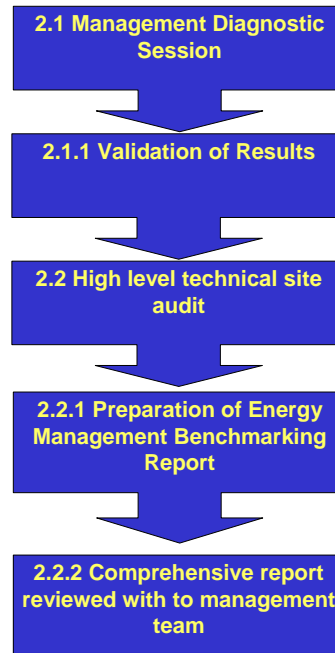 2.1 Management Diagnostic
Session
2.1.1 Validation of Results
2.2 High level technical site
audit
2.2.1 Preparation of Energy
Management Benchmarking
Report
2.2.2 Comprehensive report
reviewed with to management
team